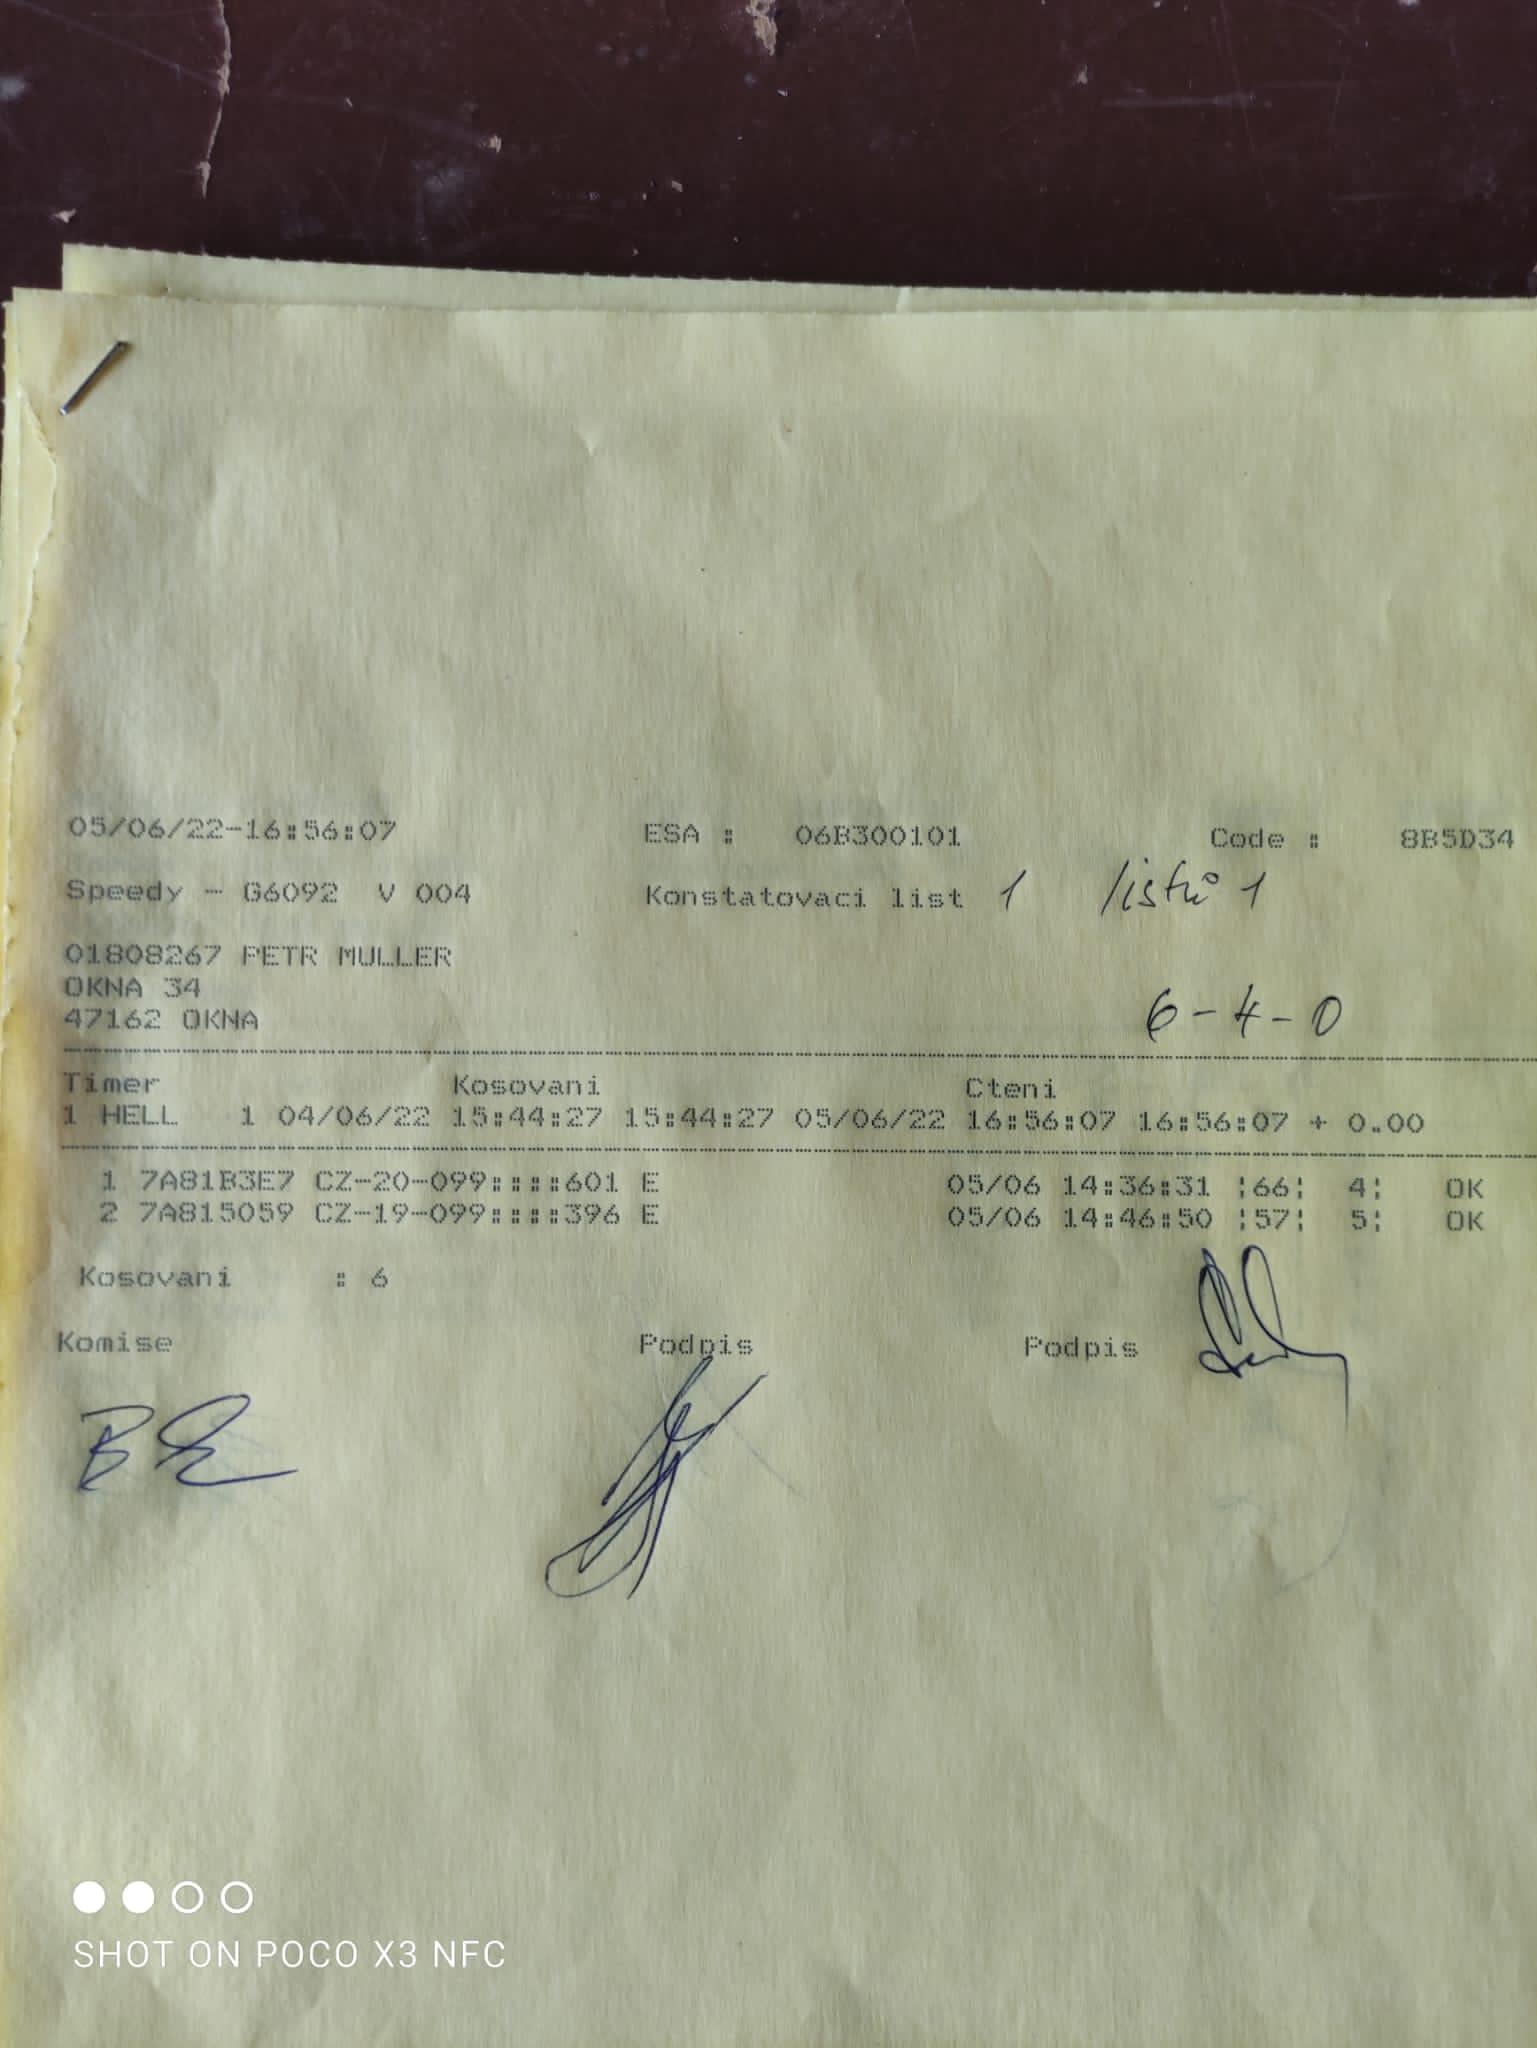 05/06/22-16:56:07 ESA : 06B300101 Code : 8B5D34
Speedy - G6092 V 004 Konstatovaci list 1 listů 1
01808267 PETR MULLER
OKNA 34
47162 OKNA
6-4-0
Timer Kosovani Cteni
1 HELL 1 04/06/22 15:44:27 15:44:27 05/06/22 16:56:07 16:56:07 + 0.00
1 7A81B3E7 CZ-20-099::::601 E 05/06 14:36:31 ¦66¦ 4¦ OK
2 7A815059 CZ-19-099::::396 E 05/06 14:46:50 ¦57¦ 5¦ OK
Kosovani : 6
Komise Podpis Podpis
SHOT ON POCO X3 NFC